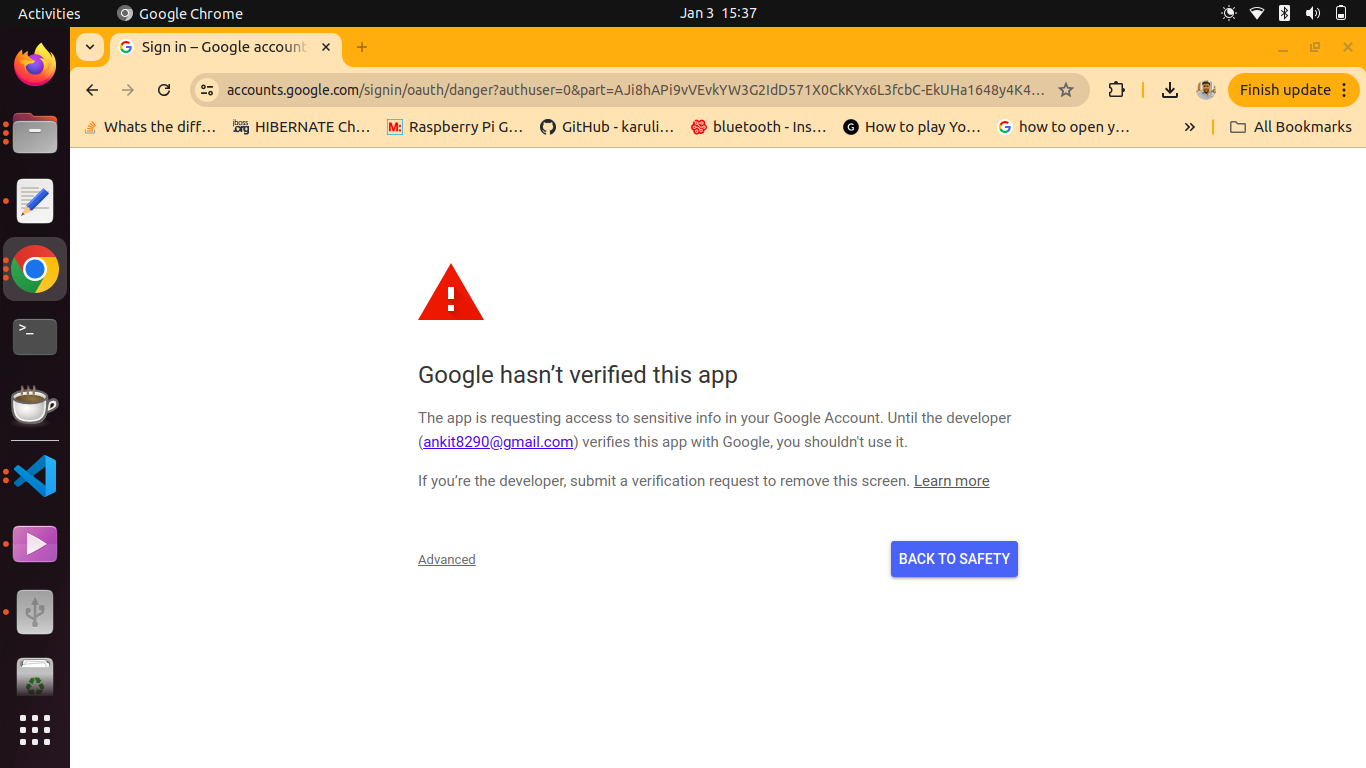 Activities
Google Chrome
Jan 3 15:37
Sign in – Google account
accounts.google.com/signin/oauth/danger?authuser=0&part=AJi8hAPi9vVEvkYW3G2IdD571X0CkKYx6L3fcbC-EkUHa1648y4K4...
Finish update
Whats the diff...
HIBERNATE Ch...
Raspberry Pi G...
GitHub - karuli...
bluetooth - Ins...
How to play Yo...
how to open y...
All Bookmarks
Google hasn’t verified this app
The app is requesting access to sensitive info in your Google Account. Until the developer
(ankit8290@gmail.com) verifies this app with Google, you shouldn't use it.
If you’re the developer, submit a verification request to remove this screen. Learn more
Advanced
BACK TO SAFETY